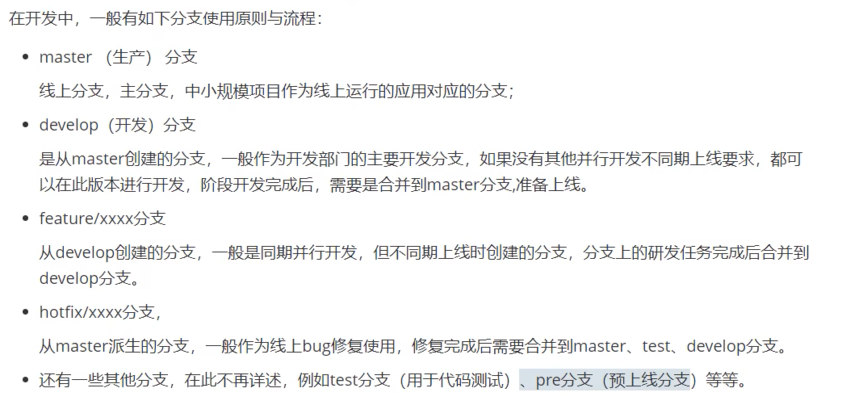 在开发中，一般有如下分支使用原则与流程：
master （生产） 分支
线上分支，主分支，中小规模项目作为线上运行的应用对应的分支；
develop（开发）分支
是从master创建的分支，一般作为开发部门的主要开发分支，如果没有其他并行开发不同期上线要求，都可
以在此版本进行开发，阶段开发完成后，需要是合并到master分支,准备上线。
feature/xxxx分支
从develop创建的分支，一般是同期并行开发，但不同期上线时创建的分支，分支上的研发任务完成后合并到
develop分支。
hotfix/xxxx分支，
从master派生的分支，一般作为线上bug修复使用，修复完成后需要合并到master、test、develop分支。
还有一些其他分支，在此不再详述，例如test分支（用于代码测试）、pre分支（预上线分支）等等。